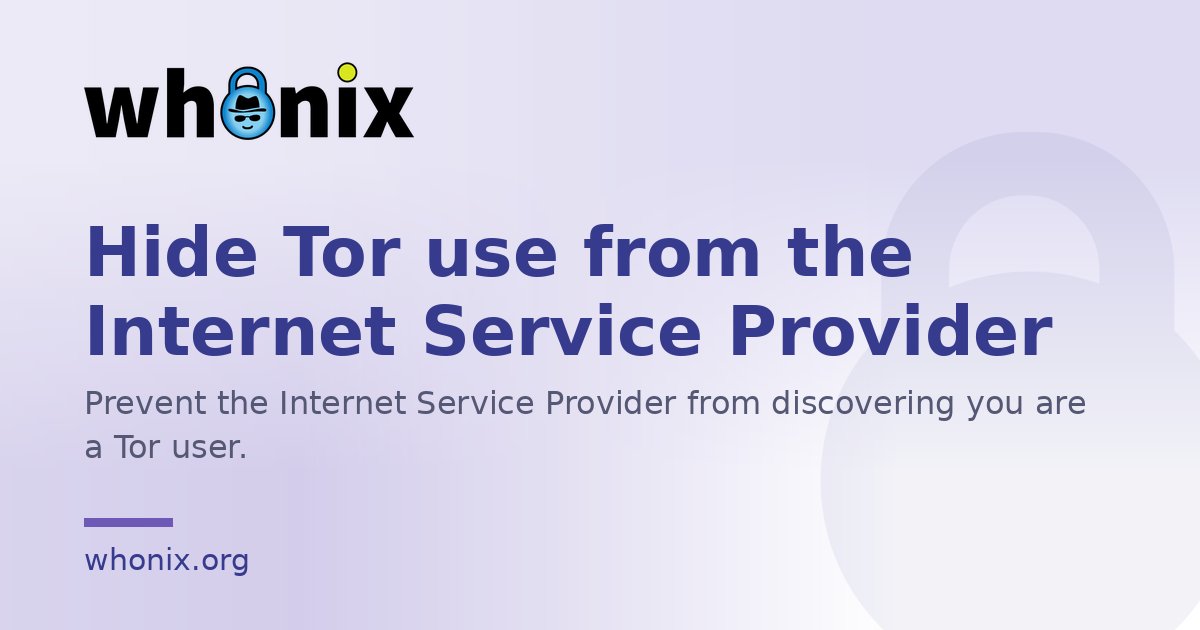 whonix
Hide Tor use from the
Internet Service Provider
Prevent the Internet Service Provider from discovering you are
a Tor user.
whonix.org